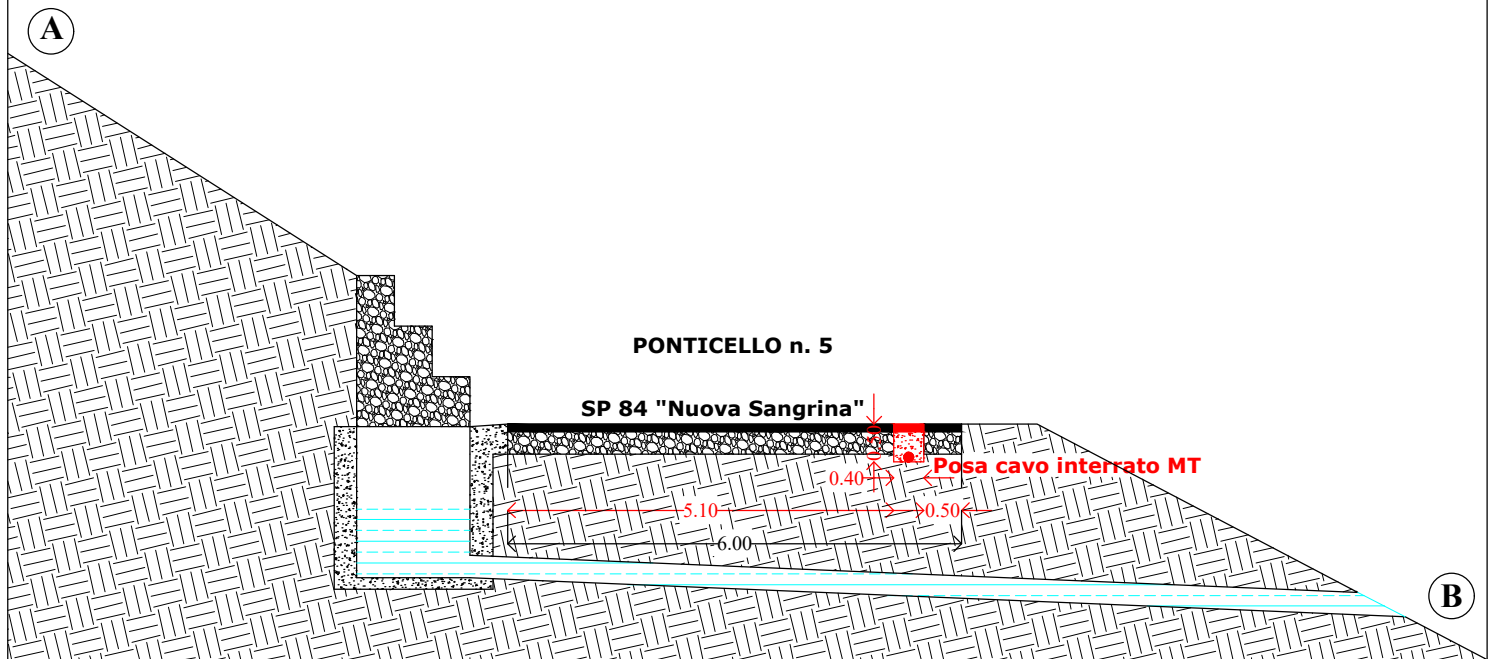 A
PONTICELLO n. 5
SP 84 "Nuova Sangrina"
Posa cavo interrato MT
0.40
5.10
0.50
6.00
B